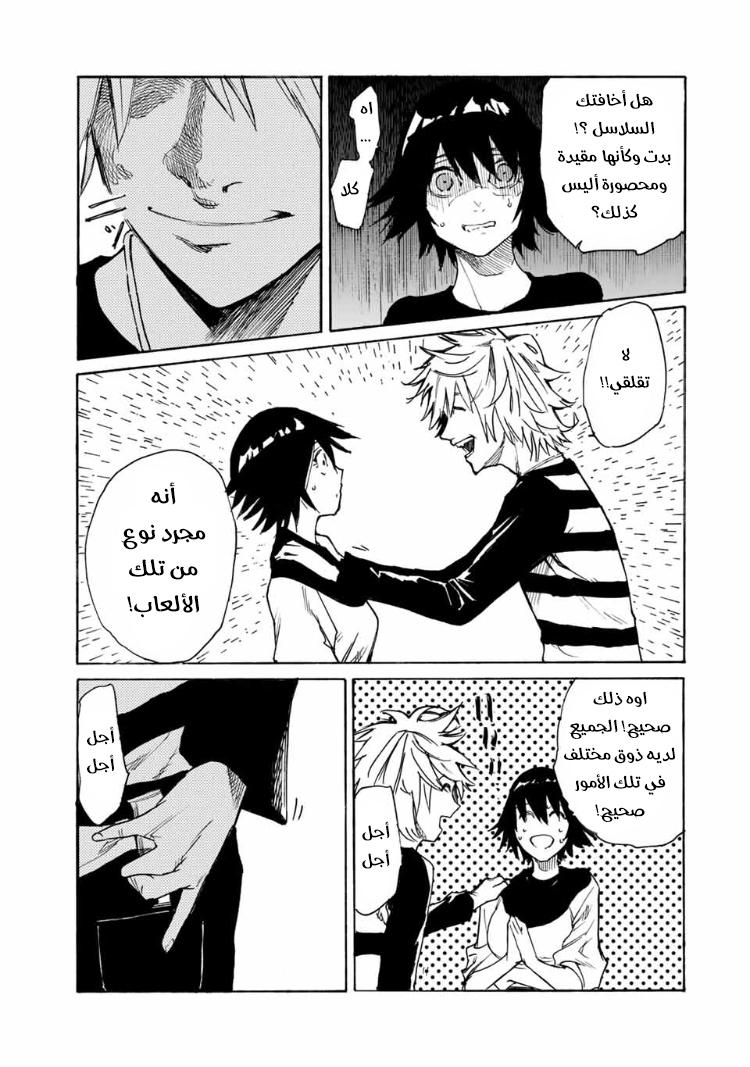 هل أخافتك
السلاسل ؟!
بدت وكأنها مقيدة
ومحصورة أليس
كذلك؟
اه
...
كلا
لا
تقلقي!!
أنه
مجرد نوع
من تلك
الألعاب!
اوه ذلك
صحيح! الجميع
لديه ذوق مختلف
في تلك الأمور
صحيح!
أجل
أجل
أجل
أجل